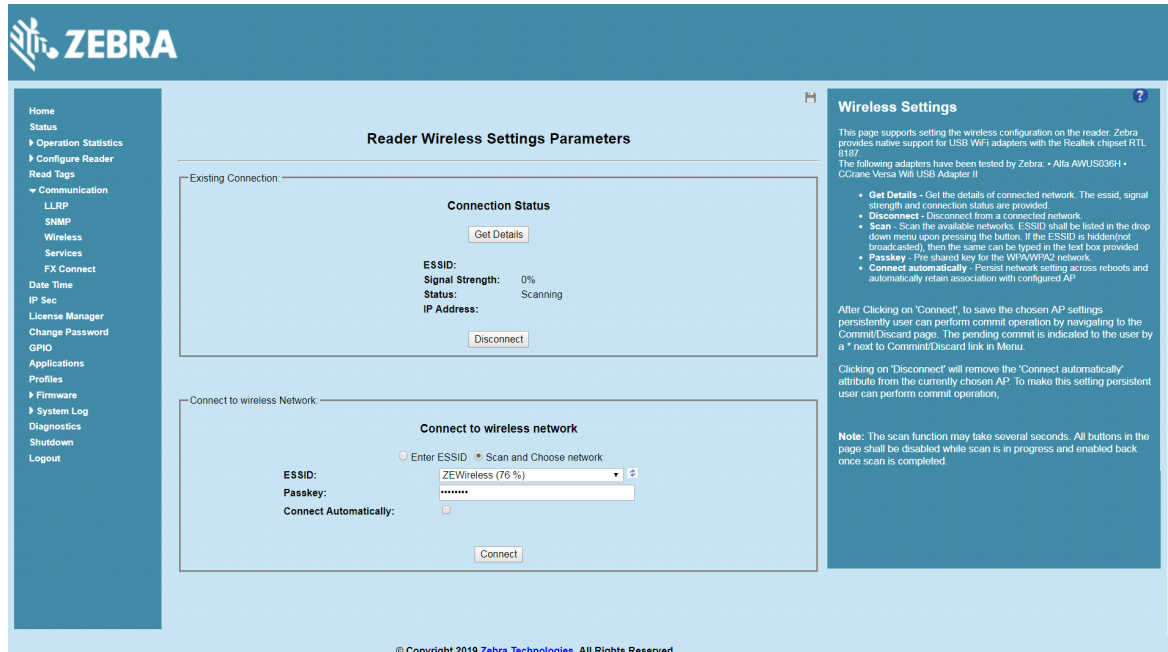 ZEBRA
Home
Status
Operation Statistics
Configure Reader
Read Tags
Communication
LLRP
SNMP
Wireless
Services
FX Connect
Date Time
IP Sec
License Manager
Change Password
GPIO
Applications
Profiles
Firmware
System Log
Diagnostics
Shutdown
Logout
Reader Wireless Settings Parameters
Existing Connection:
Connection Status
Get Details
ESSID:
Signal Strength: 0%
Status: Scanning
IP Address:
Disconnect
Connect to wireless Network:
Connect to wireless network
Enter ESSID Scan and Choose network
ESSID: ZEWireless (76 %)
Passkey: ••••••••
Connect Automatically:
Connect
?
Wireless Settings
This page supports setting the wireless configuration on the reader. Zebra
provides native support for USB WiFi adapters with the Realtek chipset RTL
8187.
The following adapters have been tested by Zebra: • Alfa AWUS036H •
CCrane Versa Wifi USB Adapter II
• Get Details - Get the details of connected network. The essid, signal
strength and connection status are provided.
• Disconnect - Disconnect from a connected network.
• Scan - Scan the available networks. ESSID shall be listed in the drop
down menu upon pressing the button. If the ESSID is hidden(not
broadcasted), then the same can be typed in the text box provided
• Passkey - Pre shared key for the WPA/WPA2 network.
• Connect automatically - Persist network setting across reboots and
automatically retain association with configured AP
After Clicking on 'Connect', to save the chosen AP settings
persistently user can perform commit operation by navigating to the
Commit/Discard page. The pending commit is indicated to the user by
a * next to Commint/Discard link in Menu.
Clicking on 'Disconnect' will remove the 'Connect automatically'
attribute from the currently chosen AP. To make this setting persistent
user can perform commit operation,
Note: The scan function may take several seconds. All buttons in the
page shall be disabled while scan is in progress and enabled back
once scan is completed.
© Copyright 2019 Zebra Technologies. All Rights Reserved